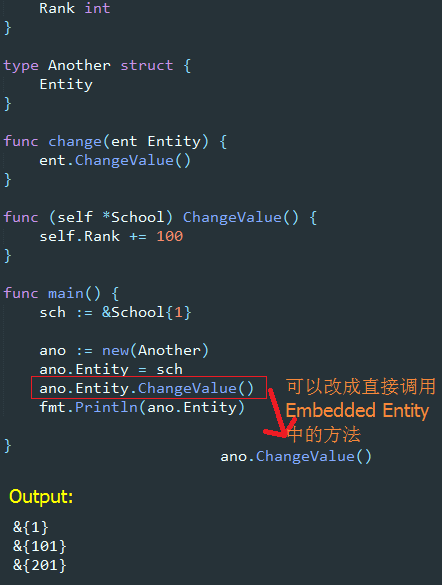 Rank int
}
type Another struct {
Entity
}
func change(ent Entity) {
ent.ChangeValue()
}
func (self *School) ChangeValue() {
self.Rank += 100
}
func main() {
sch := &School{1}
ano := new(Another)
ano.Entity = sch
ano.Entity.ChangeValue()
fmt.Println(ano.Entity)
}
可以改成直接调用
Embedded Entity
中的方法
ano.ChangeValue()
Output:
&{1}
&{101}
&{201}